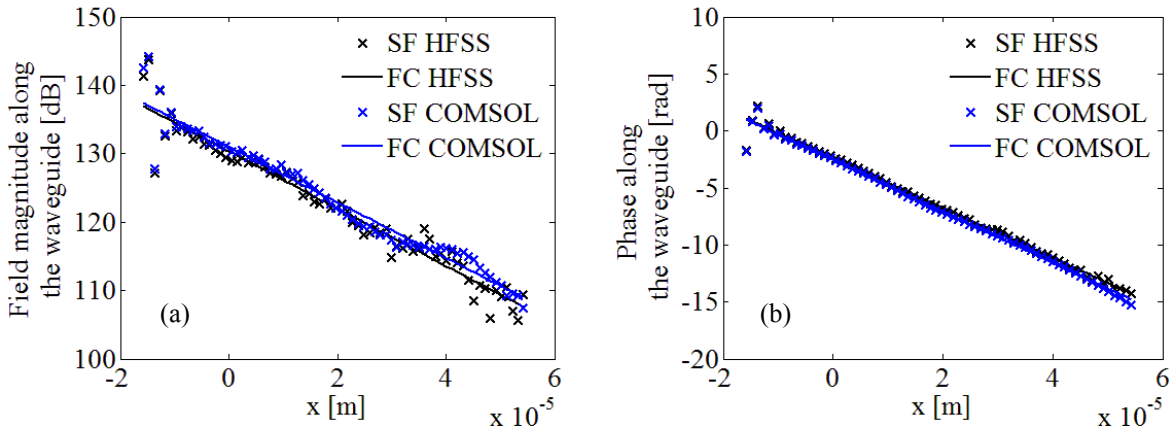 150
140
130
120
110
100
Field magnitude along
the waveguide [dB]
SF HFSS
FC HFSS
SF COMSOL
FC COMSOL
(a)
-2
0
2
4
6
x [m]
x 10^-5
10
5
0
-5
-10
-15
-20
Phase along
the waveguide [rad]
SF HFSS
FC HFSS
SF COMSOL
FC COMSOL
(b)
-2
0
2
4
6
x [m]
x 10^-5